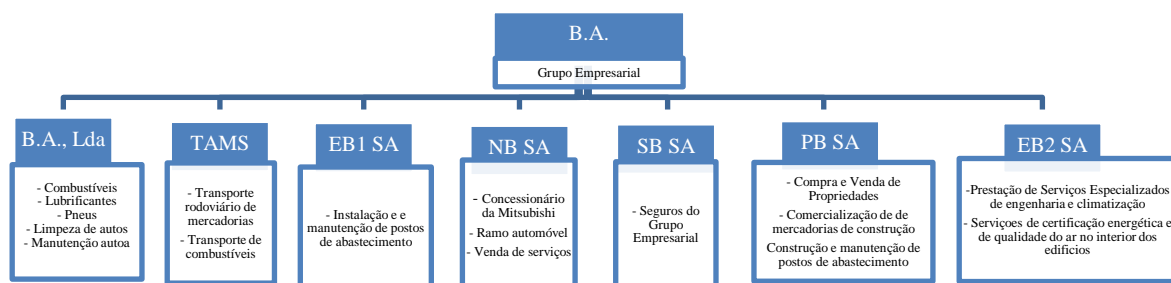 B.A.
Grupo Empresarial
B.A., Lda
- Combustíveis
- Lubrificantes
- Pneus
- Limpeza de autos
- Manutenção autoa
TAMS
- Transporte
rodoviário de
mercadorias
- Transporte de
combustíveis
EB1 SA
- Instalação e e
manutenção de postos
de abastecimento
NB SA
- Concessionário
da Mitsubishi
- Ramo automóvel
- Venda de serviços
SB SA
- Seguros do
Grupo
Empresarial
PB SA
- Compra e Venda de
Propriedades
- Comercialização de de
mercadorias de construção
Construção e manutenção de
postos de abastecimento
EB2 SA
-Prestação de Serviços Especializados
de engenharia e climatização
- Serviçoes de certificação energética e
de qualidade do ar no interior dos
edificios